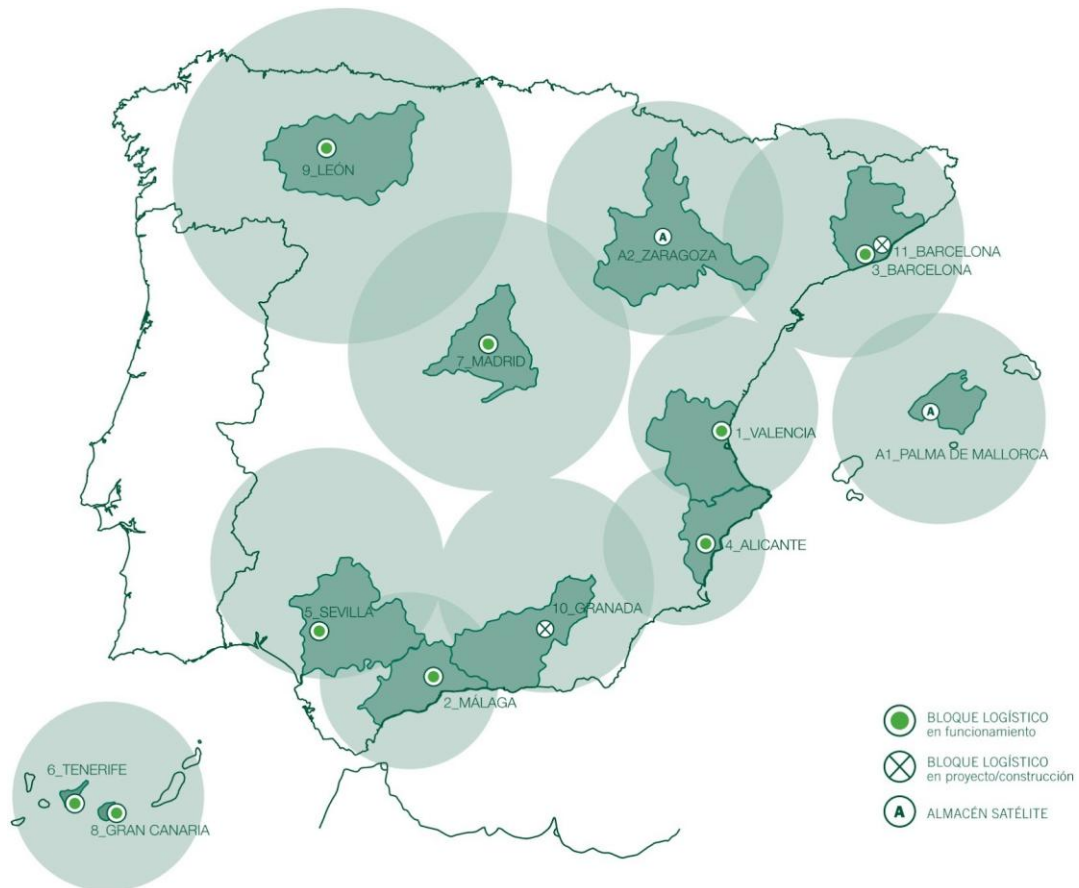 9_LEÓN
A2_ZARAGOZA
A
11_BARCELONA
3_BARCELONA
7_MADRID
1_VALENCIA
A
A1_PALMA DE MALLORCA
4_ALICANTE
5_SEVILLA
10_GRANADA
2_MÁLAGA
6_TENERIFE
8_GRAN CANARIA
BLOQUE LOGÍSTICO
en funcionamiento
BLOQUE LOGÍSTICO
en proyecto/construcción
A ALMACÉN SATÉLITE